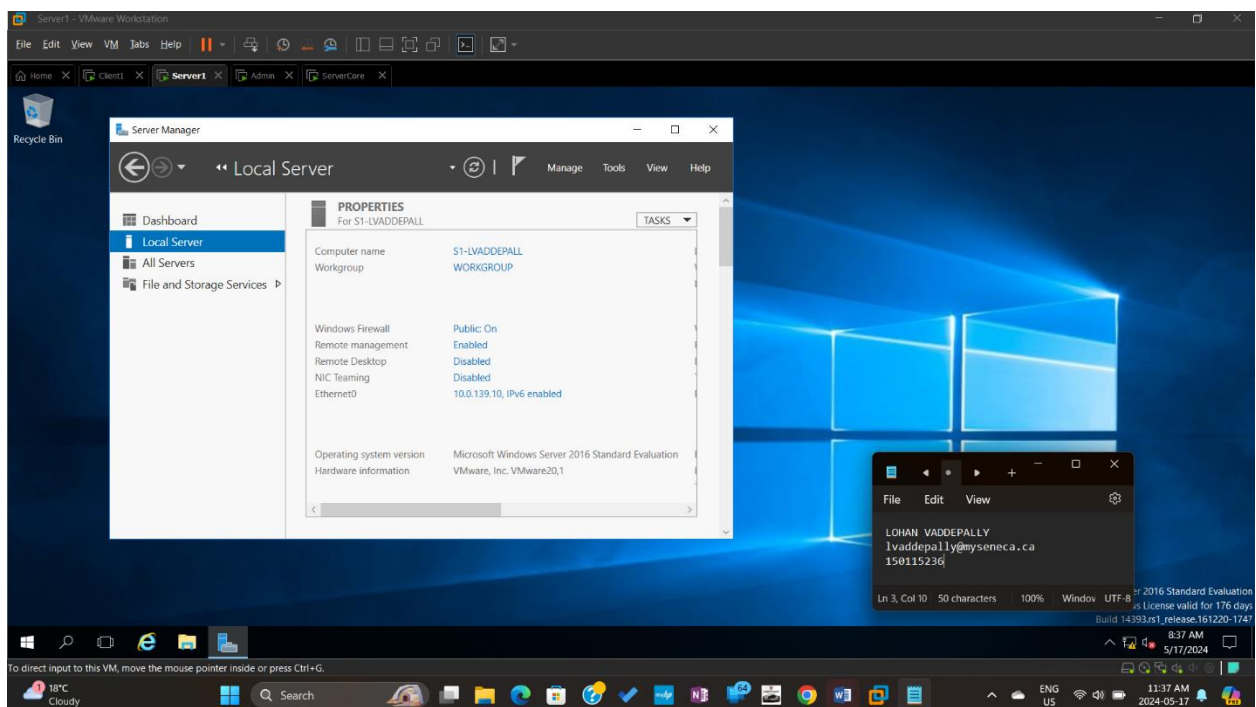 Server1 - VMware Workstation
File Edit View VM Tabs Help
Home Client1 Server1 Admin ServerCore
Recycle Bin
Server Manager
Local Server
Manage Tools View Help
Dashboard
Local Server
All Servers
File and Storage Services
PROPERTIES
For S1-LVADDEPALL
TASKS
Computer name S1-LVADDEPALL
Workgroup WORKGROUP
Windows Firewall Public: On
Remote management Enabled
Remote Desktop Disabled
NIC Teaming Disabled
Ethernet0 10.0.139.10, IPv6 enabled
Operating system version Microsoft Windows Server 2016 Standard Evaluation
Hardware information VMware, Inc. VMware20,1
File Edit View
LOHAN VADDEPALLY
lvaddepally@myseneca.ca
150115236
Ln 3, Col 10 50 characters 100% Window UTF-8
2016 Standard Evaluation
License valid for 176 days
Build 14393.rs1_release.161220-1747
8:37 AM
5/17/2024
To direct input to this VM, move the mouse pointer inside or press Ctrl+G.
18°C
Cloudy
Search
ENG
US
11:37 AM
2024-05-17